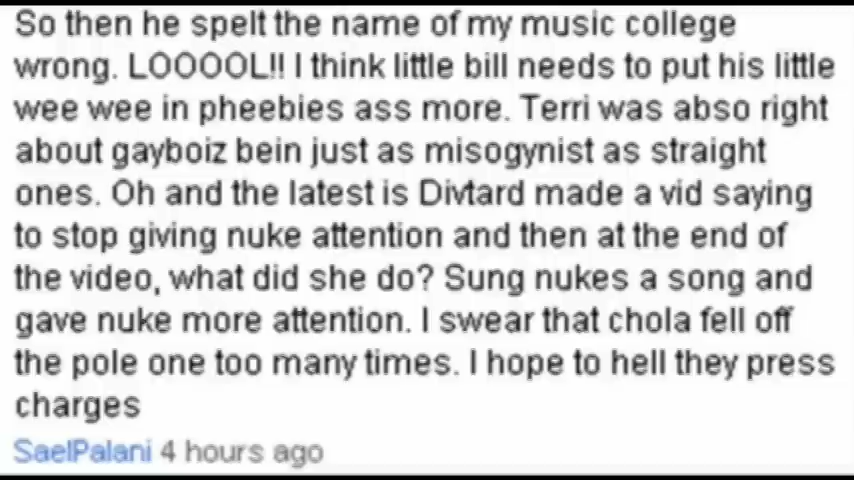 So then he spelt the name of my music college
wrong. LOOOOL!! I think little bill needs to put his little
wee wee in pheebies ass more. Terri was abso right
about gayboiz bein just as misogynist as straight
ones. Oh and the latest is Divtard made a vid saying
to stop giving nuke attention and then at the end of
the video, what did she do? Sung nukes a song and
gave nuke more attention. I swear that chola fell off
the pole one too many times. I hope to hell they press
charges
SaelPalani 4 hours ago